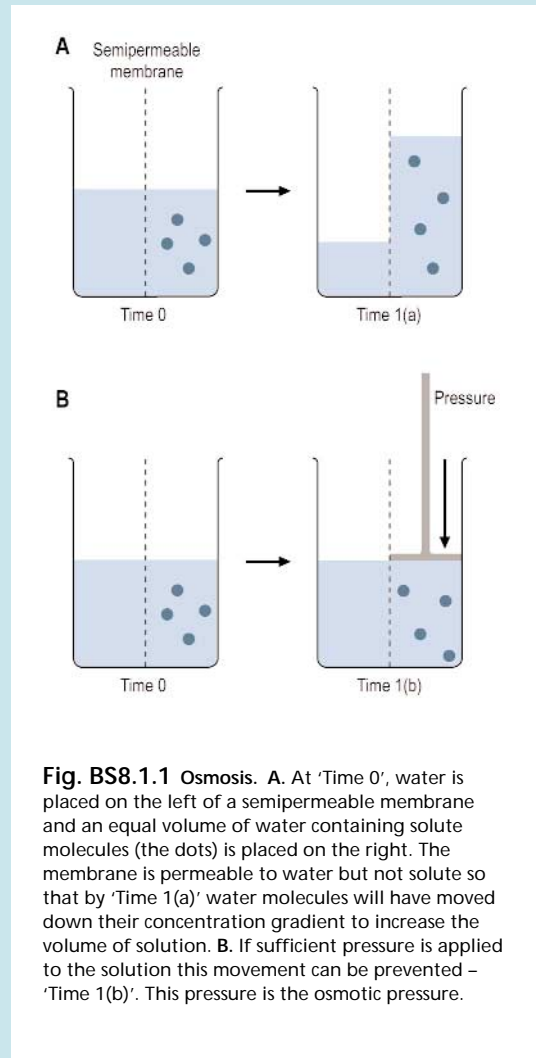 A
Semipermeable
membrane
Time 0
Time 1(a)
B
Pressure
Time 0
Time 1(b)
Fig. BS8.1.1 Osmosis. A. At ‘Time 0’, water is
placed on the left of a semipermeable membrane
and an equal volume of water containing solute
molecules (the dots) is placed on the right. The
membrane is permeable to water but not solute so
that by ‘Time 1(a)’ water molecules will have moved
down their concentration gradient to increase the
volume of solution. B. If sufficient pressure is applied
to the solution this movement can be prevented –
‘Time 1(b)’. This pressure is the osmotic pressure.